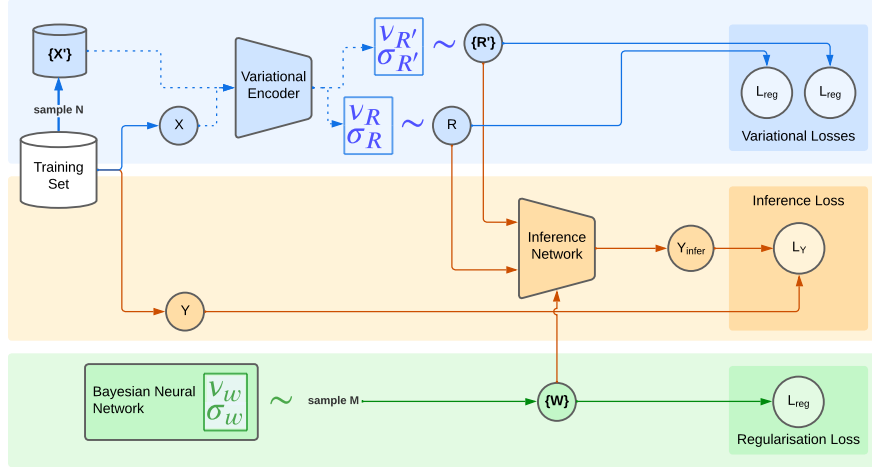 {X'}
sample N
Training
Set
X
Variational
Encoder
ν_R'
σ_R'
~
{R'}
ν_R
σ_R
~
R
L_reg
L_reg
Variational Losses
Inference
Network
Y_infer
Inference Loss
L_Y
Y
Bayesian Neural
Network
ν_w
σ_w
~
sample M
{W}
L_reg
Regularisation Loss